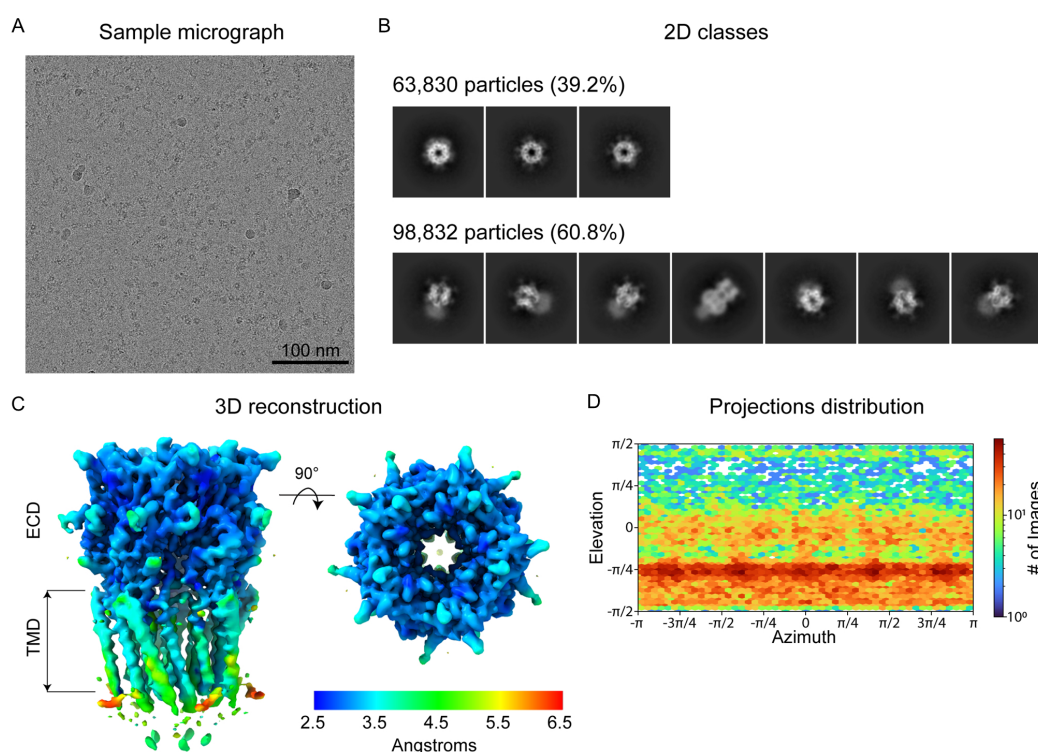 A
Sample micrograph
100 nm
B
2D classes
63,830 particles (39.2%)
98,832 particles (60.8%)
C
3D reconstruction
90°
ECD
TMD
2.5 3.5 4.5 5.5 6.5
Angstroms
D
Projections distribution
π/2
π/4
0
-π/4
-π/2
Elevation
-π -3π/4 -π/2 -π/4 0 π/4 π/2 3π/4 π
Azimuth
10¹
10⁰
# of Images